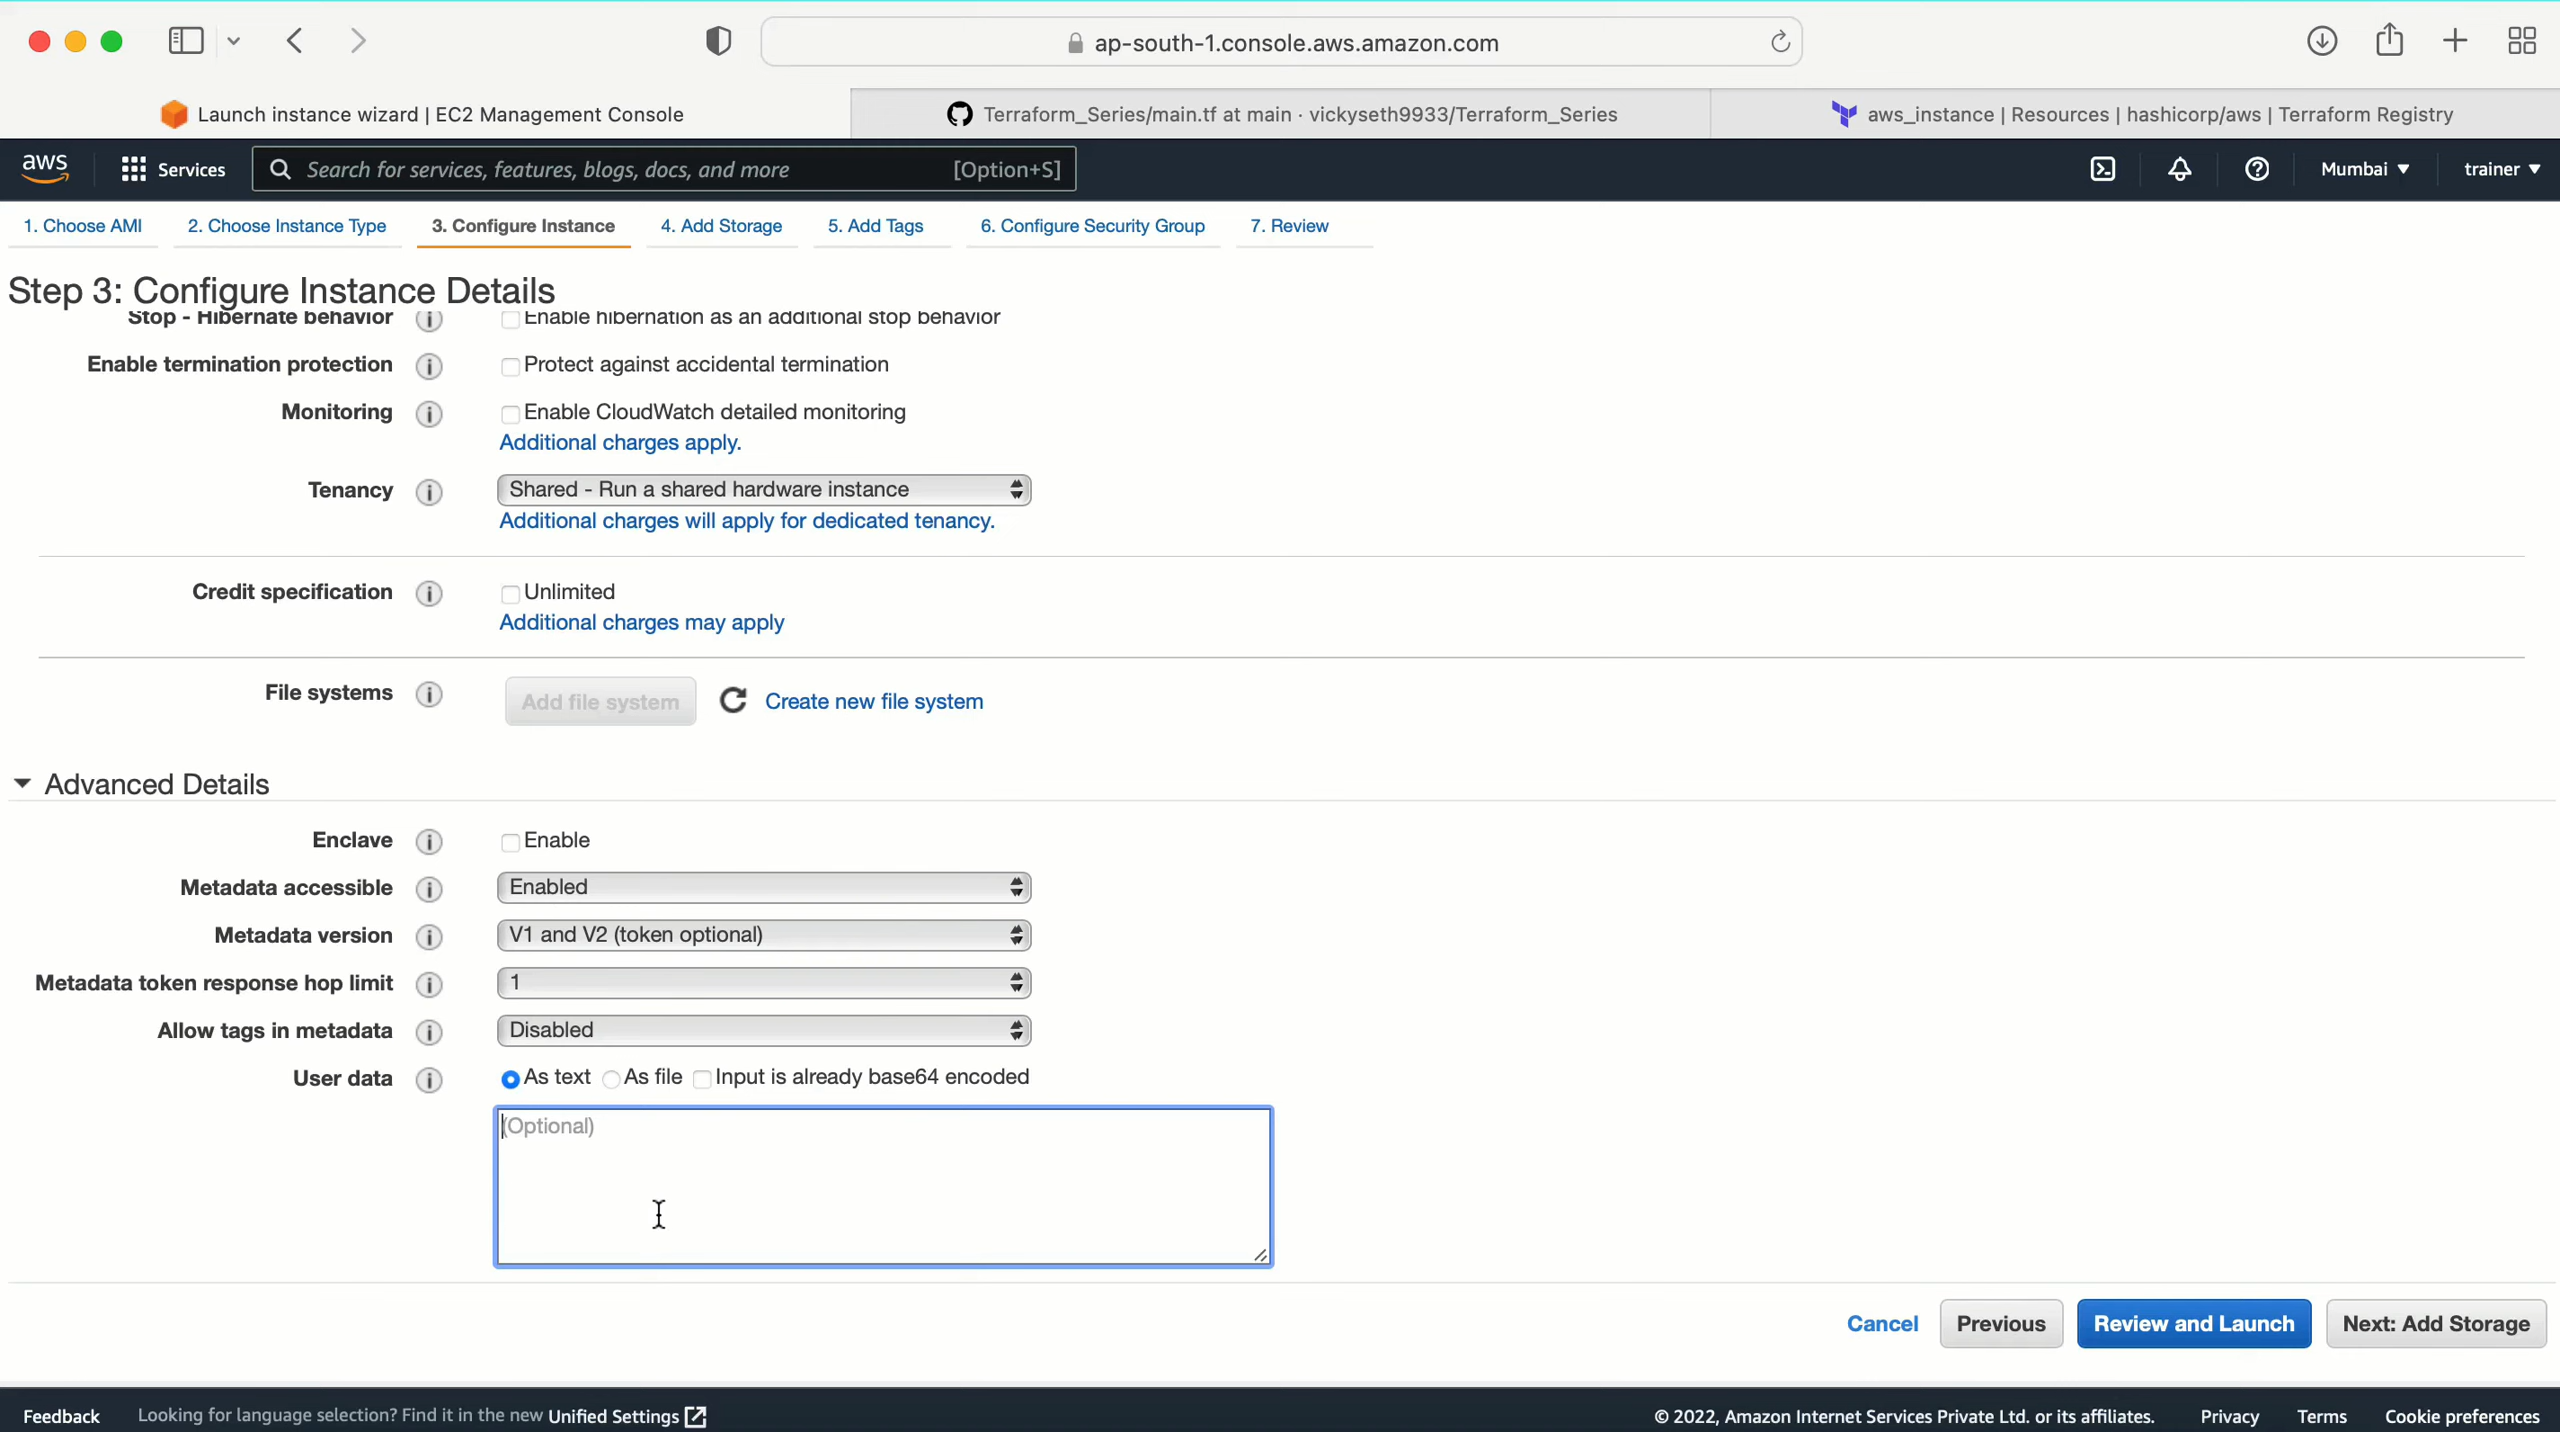 ap-south-1.console.aws.amazon.com
Launch instance wizard | EC2 Management Console
Terraform_Series/main.tf at main · vickyseth9933/Terraform_Series
aws_instance | Resources | hashicorp/aws | Terraform Registry
aws
Services
Search for services, features, blogs, docs, and more
[Option+S]
Mumbai
trainer
1. Choose AMI
2. Choose Instance Type
3. Configure Instance
4. Add Storage
5. Add Tags
6. Configure Security Group
7. Review
Step 3: Configure Instance Details
Stop - Hibernate behavior
Enable hibernation as an additional stop behavior
Enable termination protection
Protect against accidental termination
Monitoring
Enable CloudWatch detailed monitoring
Additional charges apply.
Tenancy
Shared - Run a shared hardware instance
Additional charges will apply for dedicated tenancy.
Credit specification
Unlimited
Additional charges may apply
File systems
Add file system
Create new file system
Advanced Details
Enclave
Enable
Metadata accessible
Enabled
Metadata version
V1 and V2 (token optional)
Metadata token response hop limit
1
Allow tags in metadata
Disabled
User data
As text
As file
Input is already base64 encoded
(Optional)
Cancel
Previous
Review and Launch
Next: Add Storage
Feedback
Looking for language selection? Find it in the new Unified Settings
© 2022, Amazon Internet Services Private Ltd. or its affiliates.
Privacy
Terms
Cookie preferences